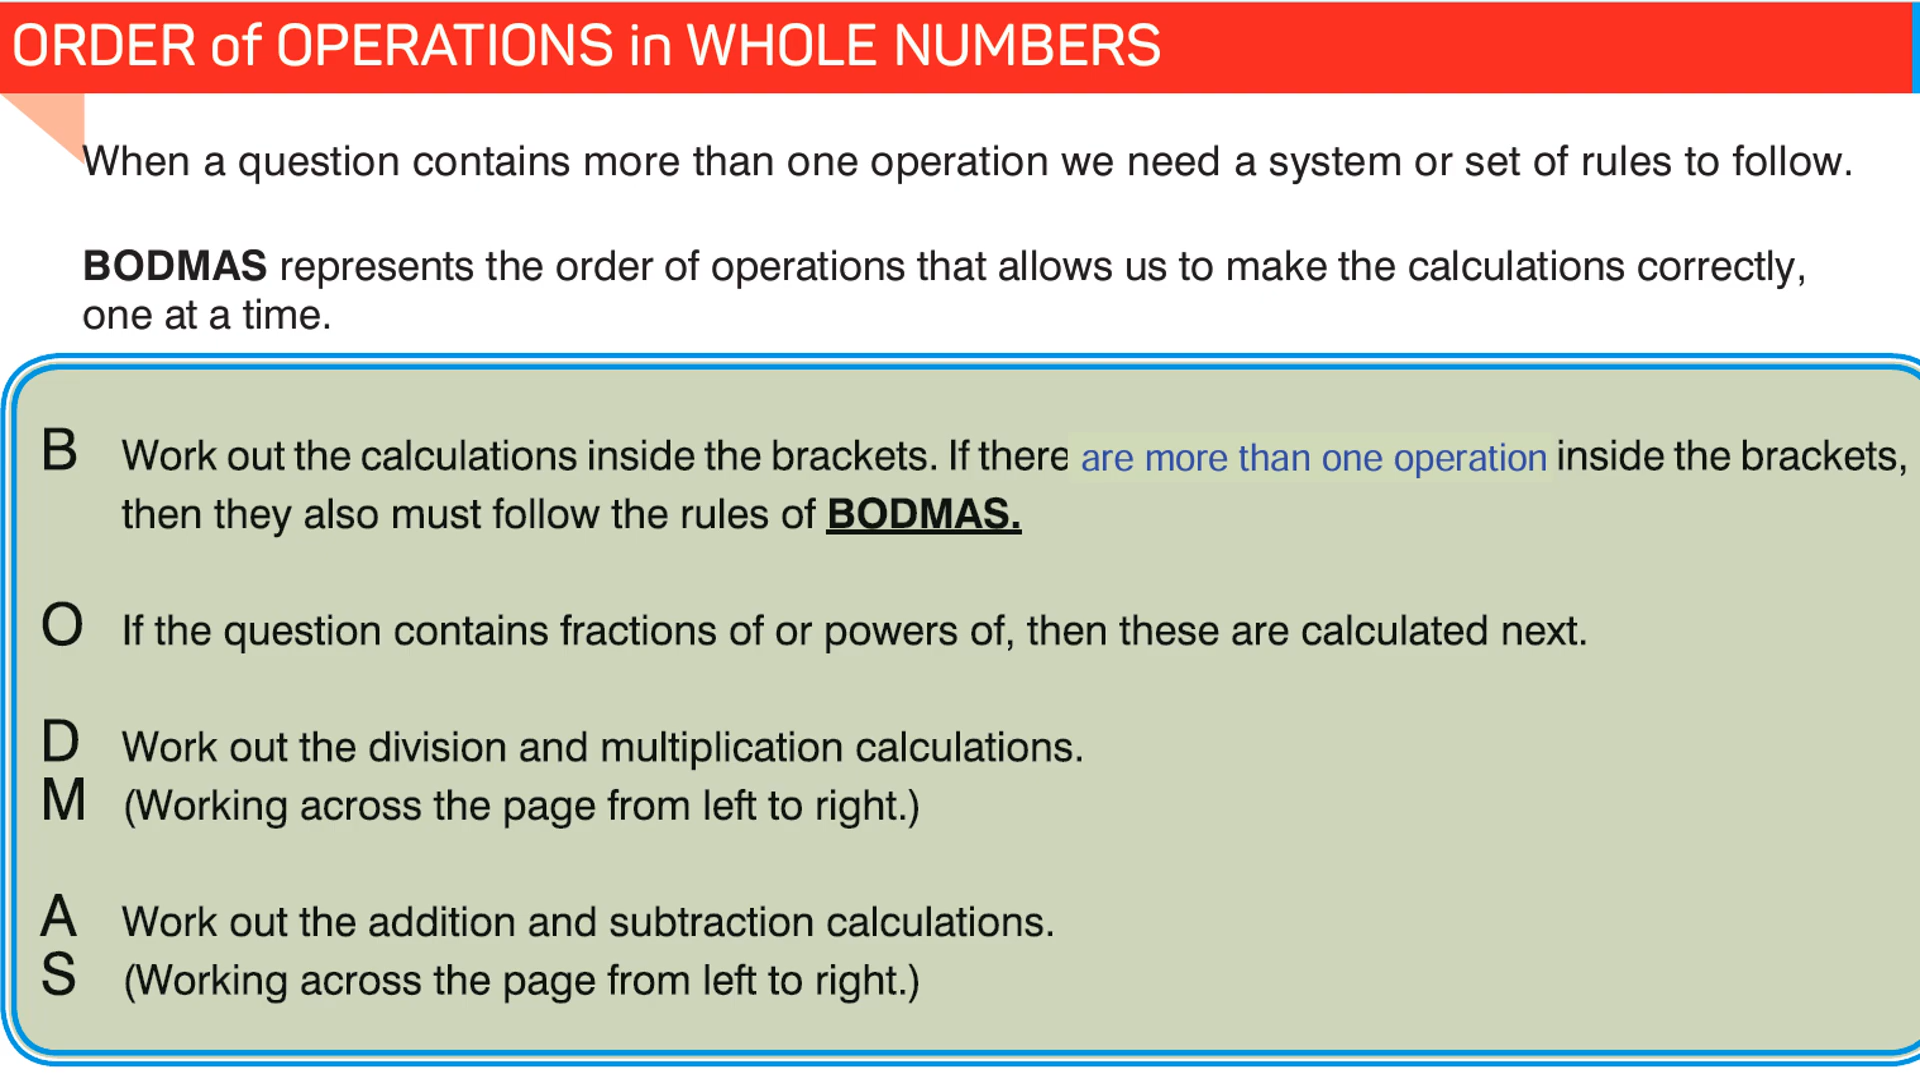 ORDER of OPERATIONS in WHOLE NUMBERS
When a question contains more than one operation we need a system or set of rules to follow.
BODMAS represents the order of operations that allows us to make the calculations correctly,
one at a time.
B Work out the calculations inside the brackets. If there are more than one operation inside the brackets,
then they also must follow the rules of BODMAS.
O If the question contains fractions of or powers of, then these are calculated next.
D Work out the division and multiplication calculations.
M (Working across the page from left to right.)
A Work out the addition and subtraction calculations.
S (Working across the page from left to right.)